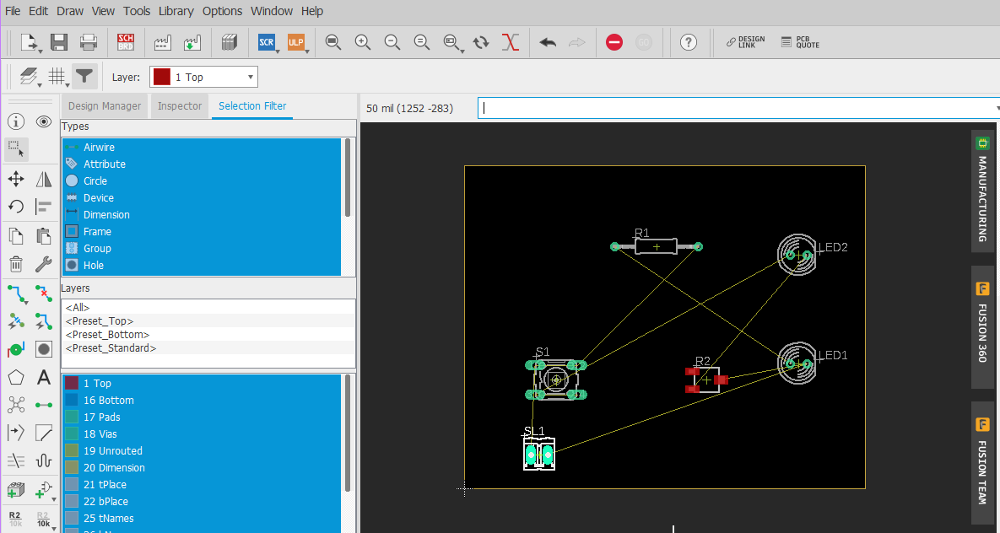 File Edit Draw View Tools Library Options Window Help
SCH
BRD
SCR
ULP
GO
?
DESIGN
LINK
PCB
QUOTE
Layer: 1 Top
Design Manager Inspector Selection Filter
50 mil (1252 -283)
Types
Airwire
Attribute
Circle
Device
Dimension
Frame
Group
Hole
Layers
<All>
<Preset_Top>
<Preset_Bottom>
<Preset_Standard>
1 Top
16 Bottom
17 Pads
18 Vias
19 Unrouted
20 Dimension
21 tPlace
22 bPlace
25 tNames
R2
10k
R2
10k
R1
LED2
S1
R2
LED1
SL1
MANUFACTURING
FUSION 360
FUSION TEAM